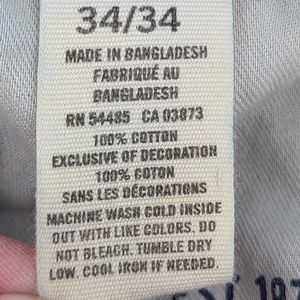 34/34
MADE IN BANGLADESH
FABRIQUÉ AU
BANGLADESH
RN 54485 CA 03873
100% COTTON
EXCLUSIVE OF DECORATION
100% COTON
SANS LES DÉCORATIONS
MACHINE WASH COLD INSIDE
OUT WITH LIKE COLORS. DO
NOT BLEACH. TUMBLE DRY
LOW. COOL IRON IF NEEDED.